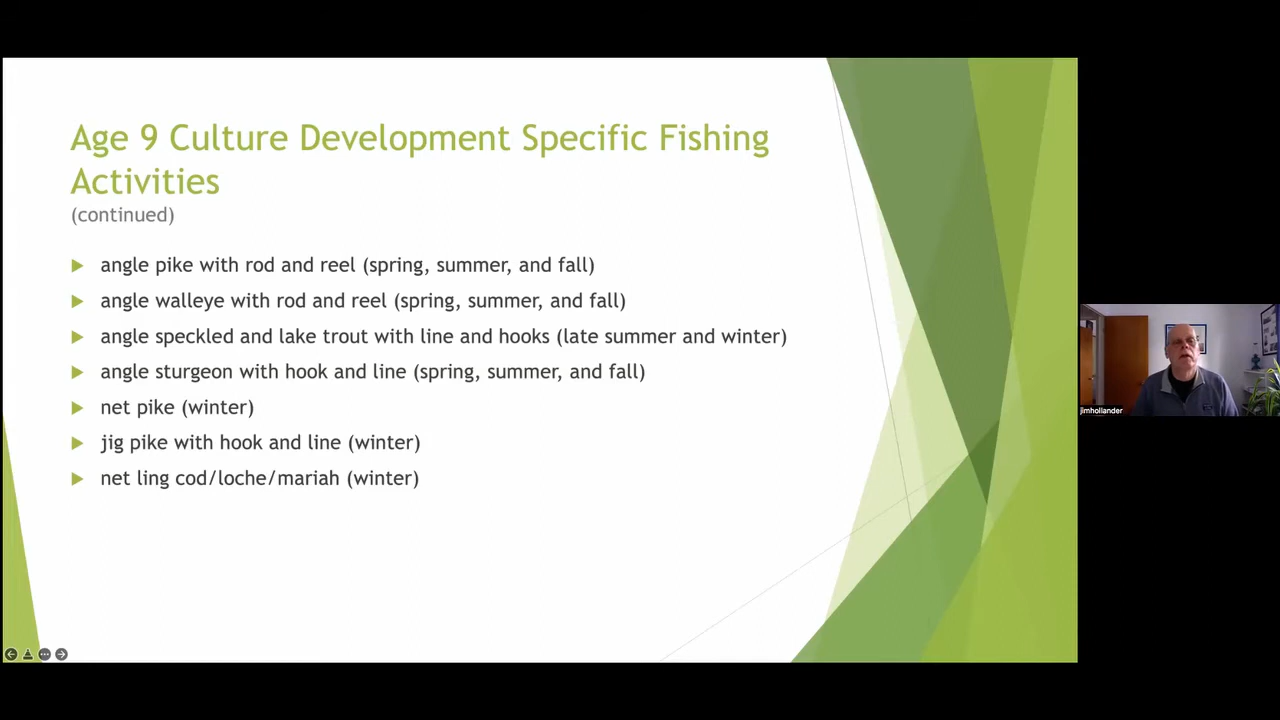 Age 9 Culture Development Specific Fishing
Activities
(continued)
angle pike with rod and reel (spring, summer, and fall)
angle walleye with rod and reel (spring, summer, and fall)
angle speckled and lake trout with line and hooks (late summer and winter)
angle sturgeon with hook and line (spring, summer, and fall)
net pike (winter)
jig pike with hook and line (winter)
net ling cod/loche/mariah (winter)
jimhollander